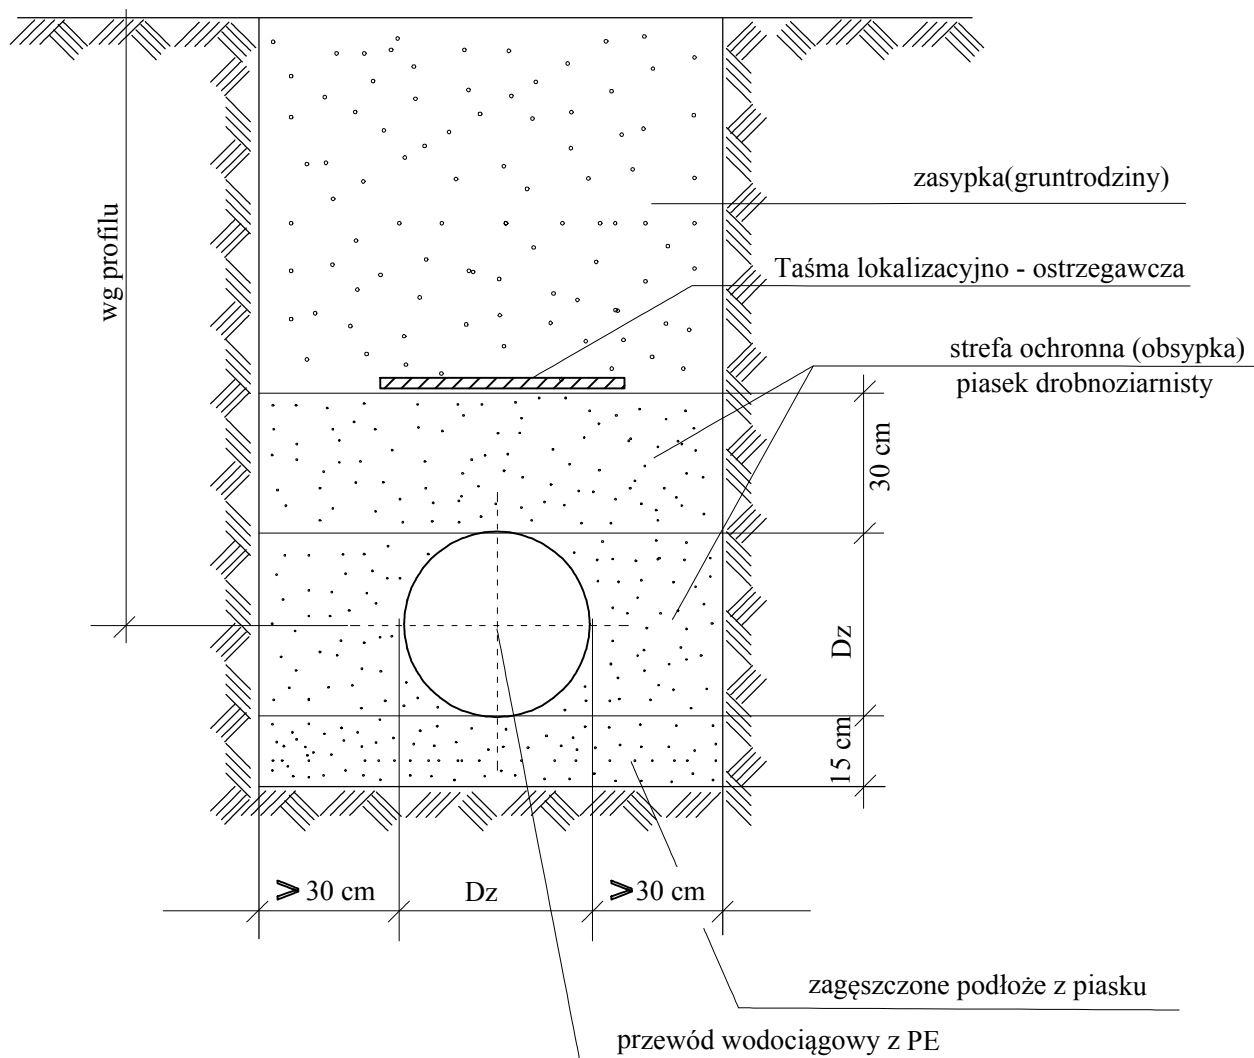 zasypka(gruntrodziny)
wg profilu
Taśma lokalizacyjno - ostrzegawcza
strefa ochronna (obsypka)
piasek drobnoziarnisty
30 cm
Dz
15 cm
⩾ 30 cm
Dz
⩾30 cm
zagęszczone podłoże z piasku
przewód wodociągowy z PE